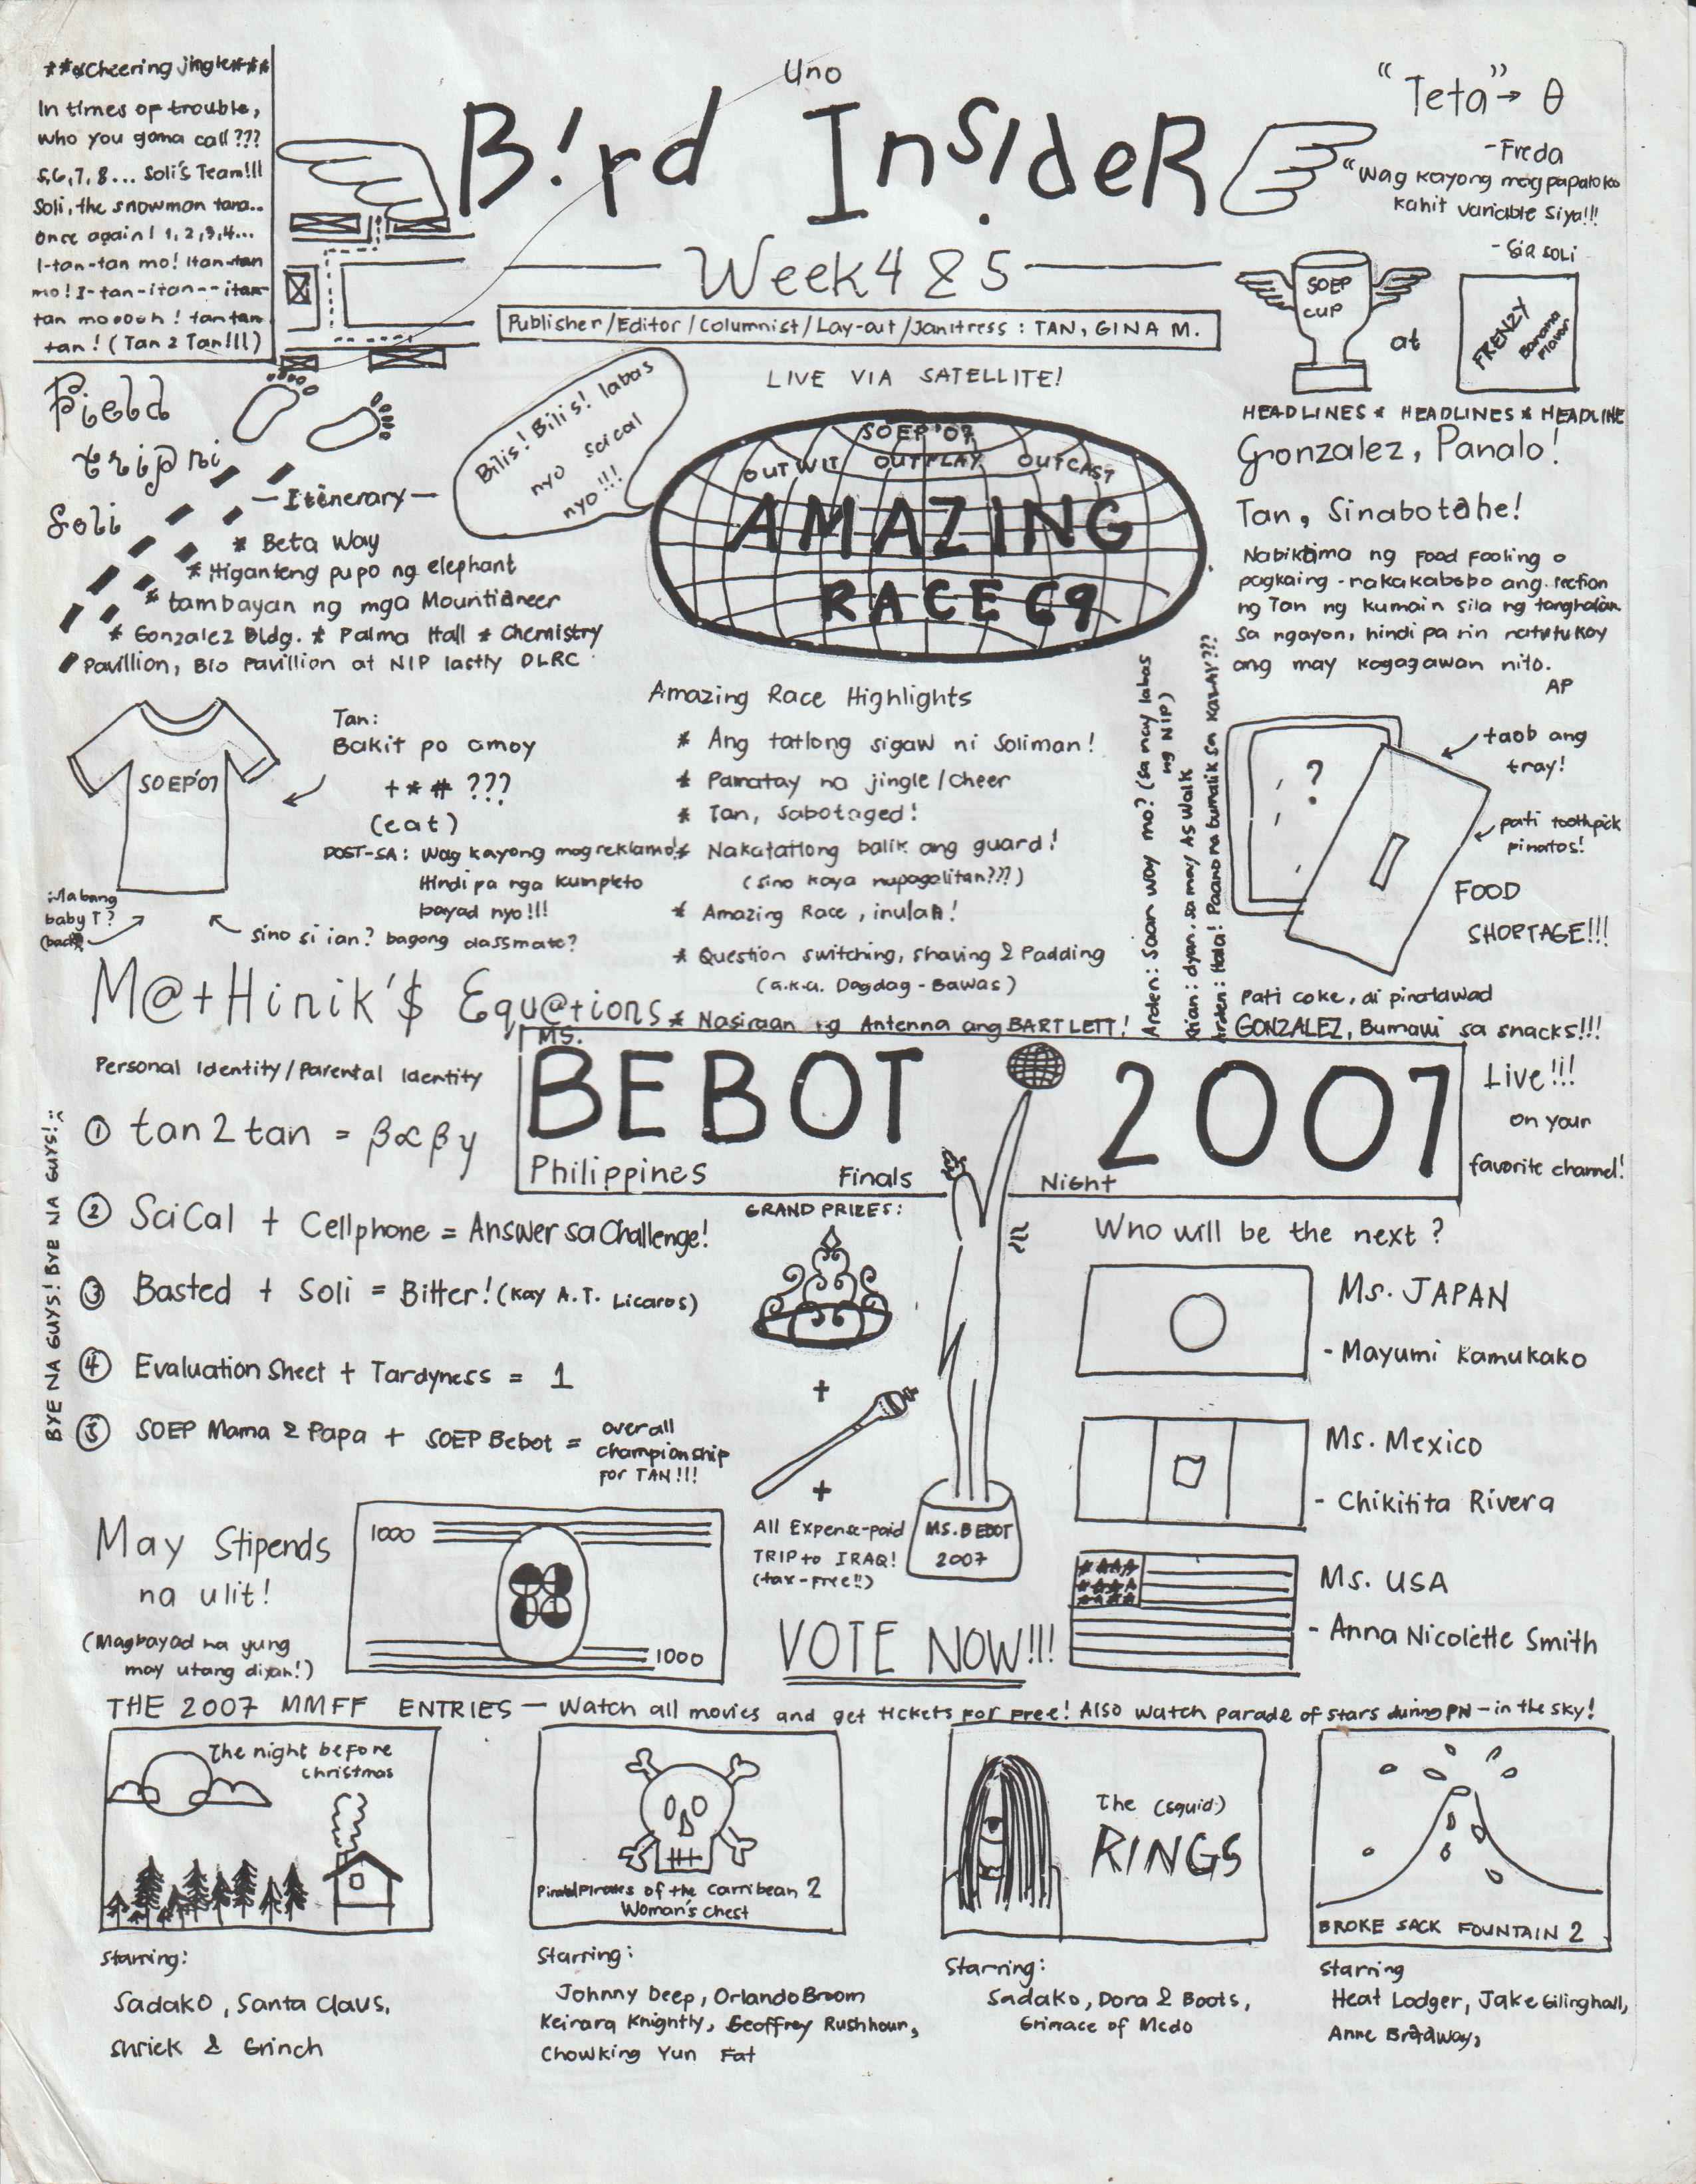 ***Cheering jingle***
In times of trouble,
who you gona call???
5,6,7,8... Soli's Team!!!
Soli, the snowman tara..
Once again! 1,2,3,4...
I-tan-tan mo! Itan-tan
mo! I-tan-itan--itan-
tan mooooh! tantan
tan! (Tan 2 Tan!!!)
Uno
B!rd InsIdeR
Week 4 & 5
Publisher/Editor/Columnist/Lay-out/Janitress: TAN, GINA M.
"Teta" → θ
-Freda
"Wag kayong magpapaloko
kahit variable siya!!!
-Sir Soli
SOEP
CUP
at
FRENZY
Banana
Flavor
Field
trip ni
Soli
—Itinerary—
* Beta Way
* Higanteng pupo ng elephant
* tambayan ng mga Mountianeer
* Gonzalez Bldg. * Palma Hall * Chemistry
Pavillion, Bio Pavillion at NIP lastly DLRC
Bilis! Bilis! labas
nyo scical
nyo!!!
LIVE VIA SATELLITE!
SOEP '07
OUTWIT OUTPLAY OUTCAST
AMAZING
RACE 69
HEADLINES * HEADLINES * HEADLINE
Gonzalez, Panalo!
Tan, Sinabotahe!
Nabiktima ng food fooling o
pagkaing-nakakabobo ang section
ng Tan ng kumain sila ng tanghalian
sa ngayon, hindi pa rin natutukoy
ang may kagagawan nito.
AP
SOEP'07
Tan:
Bakit po amoy
+*# ???
(eat)
POST-SA: Wag kayong magreklamo!
Hindi pa nga kumpleto
bayad nyo!!!
Mabang
baby T?
(back)
sino si ian? bagong classmate?
Amazing Race Highlights
* Ang tatlong sigaw ni Soliman!
* Pamatay na jingle/cheer
* Tan, Sabotaged!
* Nakatatlong balik ang guard!
(sino kaya napagalitan???)
* Amazing Race, inulan!
* Question switching, shaving & Padding
(a.k.a. Dagdag-Bawas)
* Nasiraan ng Antenna ang BARTLETT!
Arden: Saan way mo? (sa may labas
ng NIP)
Khian: dyan, sa may AS Walk
Arden: Hala! Paano na bumalik sa KALAY???
?
taob ang
tray!
pati toothpick
pinatos!
FOOD
SHORTAGE!!!
Pati coke, di pinatawad
GONZALEZ, Bumawi sa snacks!!!
M@+Hinik'$ Equ@+ions
Personal Identity/Parental Identity
① tan 2 tan = β∝βy
② SciCal + Cellphone = Answer sa Challenge!
③ Basted + Soli = Bitter! (kay A.T. Licaros)
④ Evaluation Sheet + Tardyness = 1
⑤ SOEP Mama & Papa + SOEP Bebot = overall
championship
for TAN!!!
BYE NA GUYS! BYE NA GUYS! :(
MS.
BEBOT 2007
Philippines Finals Night
Live!!!
on your
favorite channel!
GRAND PRIZES:
+
+
All Expense-paid
TRIP to IRAQ!
(tax-free!!)
MS. BEBOT
2007
VOTE NOW!!!
Who will be the next?
Ms. JAPAN
- Mayumi Kamukako
Ms. Mexico
- Chikitita Rivera
Ms. USA
- Anna Nicolette Smith
May Stipends
na ulit!
(Magbayad na yung
may utang diyan!)
1000
1000
THE 2007 MMFF ENTRIES — Watch all movies and get tickets for free! Also watch parade of stars during PN - in the sky!
The night before
christmas
Starring:
Sadako, Santa Claus,
Shriek & Grinch
Pirates of the Carribean 2
Woman's Chest
Starring:
Johnny Deep, Orlando Broom
Keirara Knightly, Geoffrey Rushhour,
Chowking Yun Fat
The (squid)
RINGS
Starring:
Sadako, Dora & Boots,
Grimace of Mcdo
BROKE SACK FOUNTAIN 2
Starring
Heat Lodger, Jake Gilinghall,
Anne Bradway,